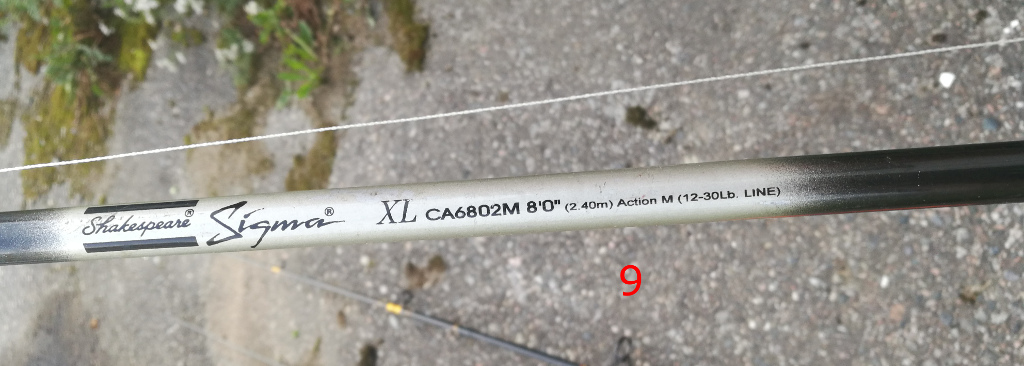 Shakespeare® Sigma® XL CA6802M 8'0" (2.40m) Action M (12-30Lb. LINE)
9